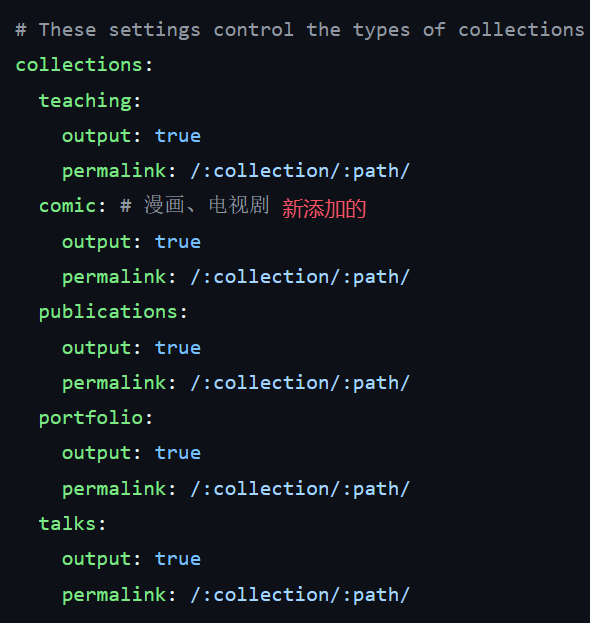 # These settings control the types of collections
collections:
  teaching:
    output: true
    permalink: /:collection/:path/
  comic: # 漫画、电视剧 新添加的
    output: true
    permalink: /:collection/:path/
  publications:
    output: true
    permalink: /:collection/:path/
  portfolio:
    output: true
    permalink: /:collection/:path/
  talks:
    output: true
    permalink: /:collection/:path/